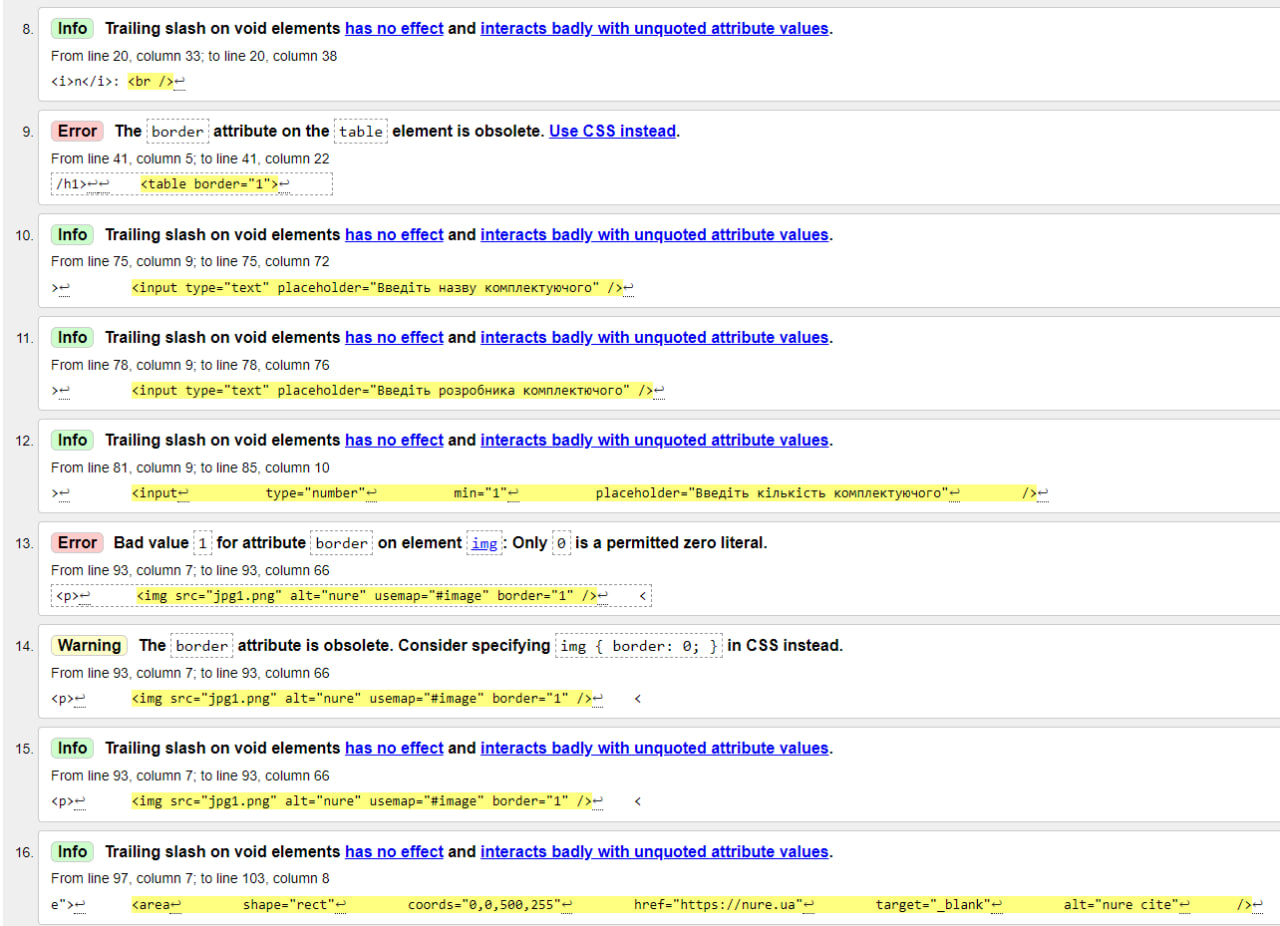 8. Info Trailing slash on void elements has no effect and interacts badly with unquoted attribute values.
From line 20, column 33; to line 20, column 38
<i>n</i>: <br />↩
9. Error The border attribute on the table element is obsolete. Use CSS instead.
From line 41, column 5; to line 41, column 22
/h1>↩↩ <table border="1">↩
10. Info Trailing slash on void elements has no effect and interacts badly with unquoted attribute values.
From line 75, column 9; to line 75, column 72
>↩ <input type="text" placeholder="Введіть назву комплектуючого" />↩
11. Info Trailing slash on void elements has no effect and interacts badly with unquoted attribute values.
From line 78, column 9; to line 78, column 76
>↩ <input type="text" placeholder="Введіть розробника комплектючого" />↩
12. Info Trailing slash on void elements has no effect and interacts badly with unquoted attribute values.
From line 81, column 9; to line 85, column 10
>↩ <input↩ type="number"↩ min="1"↩ placeholder="Введіть кількість комплектуючого"↩ />↩
13. Error Bad value 1 for attribute border on element img: Only 0 is a permitted zero literal.
From line 93, column 7; to line 93, column 66
<p>↩ <img src="jpg1.png" alt="nure" usemap="#image" border="1" />↩ <
14. Warning The border attribute is obsolete. Consider specifying img { border: 0; } in CSS instead.
From line 93, column 7; to line 93, column 66
<p>↩ <img src="jpg1.png" alt="nure" usemap="#image" border="1" />↩ <
15. Info Trailing slash on void elements has no effect and interacts badly with unquoted attribute values.
From line 93, column 7; to line 93, column 66
<p>↩ <img src="jpg1.png" alt="nure" usemap="#image" border="1" />↩ <
16. Info Trailing slash on void elements has no effect and interacts badly with unquoted attribute values.
From line 97, column 7; to line 103, column 8
e">↩ <area↩ shape="rect"↩ coords="0,0,500,255"↩ href="https://nure.ua"↩ target="_blank"↩ alt="nure cite"↩ />↩